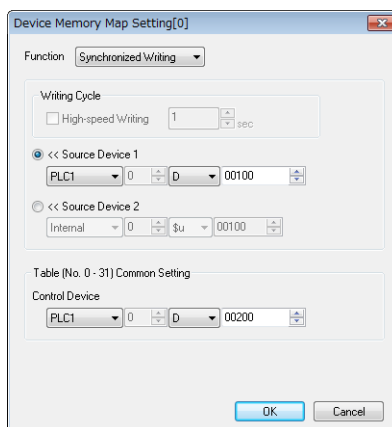 Device Memory Map Setting[0]
Function Synchronized Writing
Writing Cycle
High-speed Writing 1 sec
<< Source Device 1
PLC1 0 D 00100
<< Source Device 2
Internal 0 $u 00100
Table (No. 0 - 31) Common Setting
Control Device
PLC1 0 D 00200
OK Cancel